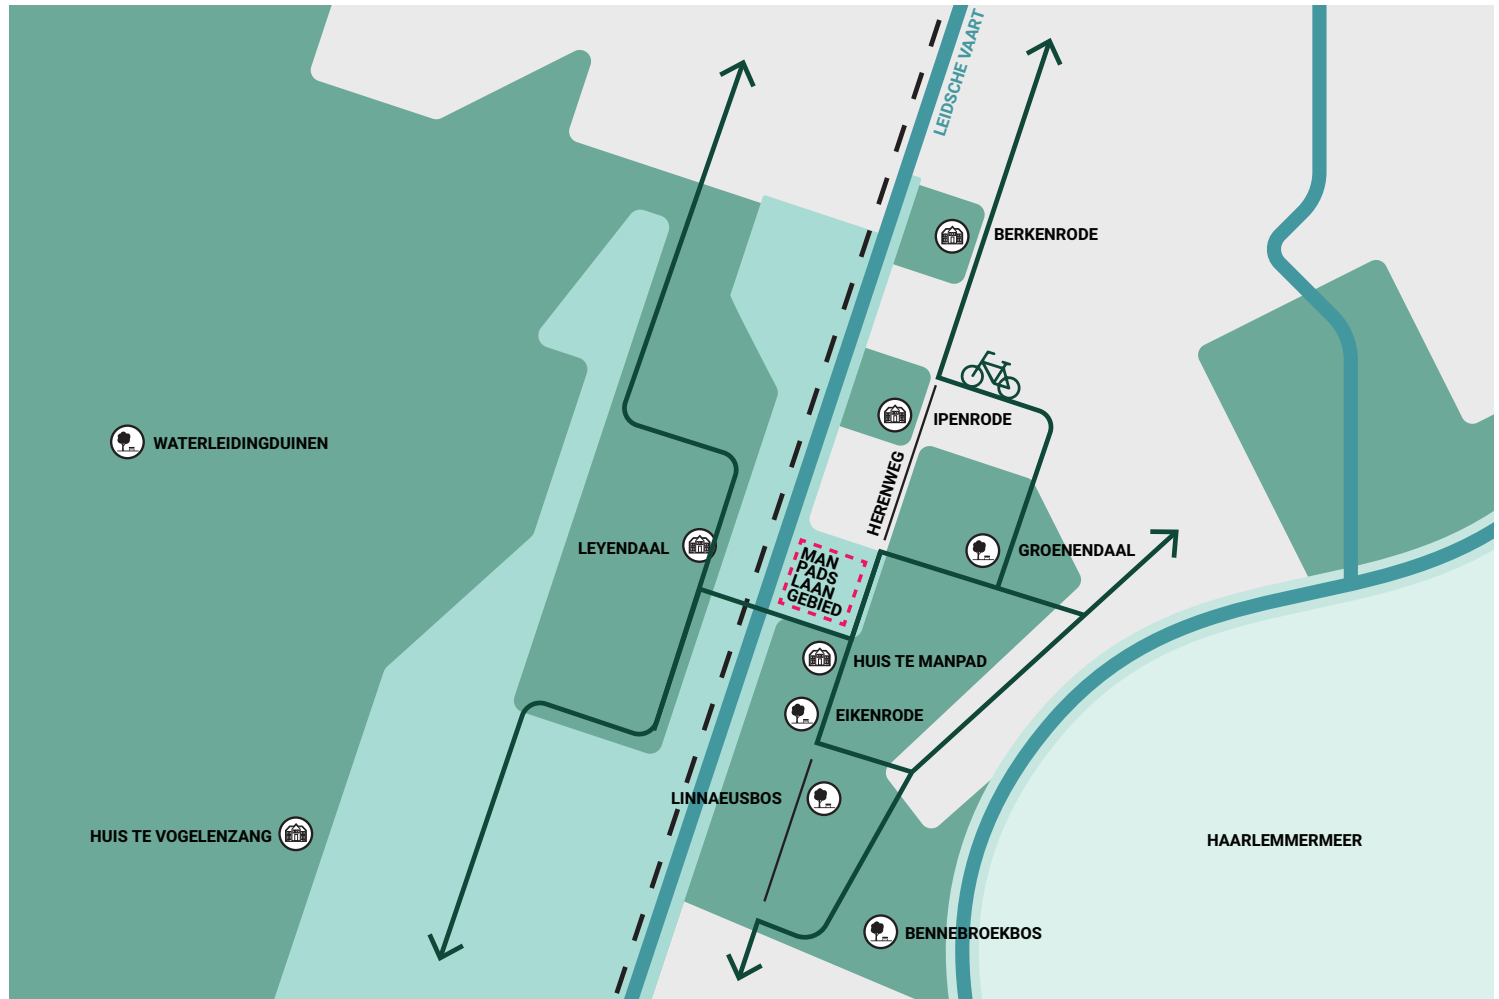 LEIDSCHE VAART
BERKENRODE
IPENRODE
HERENWEG
WATERLEIDINGDUINEN
LEYENDAAL
GROENENDAAL
MAN
PADS
LAAN
GEBIED
HUIS TE MANPAD
EIKENRODE
LINNAEUSBOS
HUIS TE VOGELENZANG
HAARLEMMERMEER
BENNEBROEKBOS